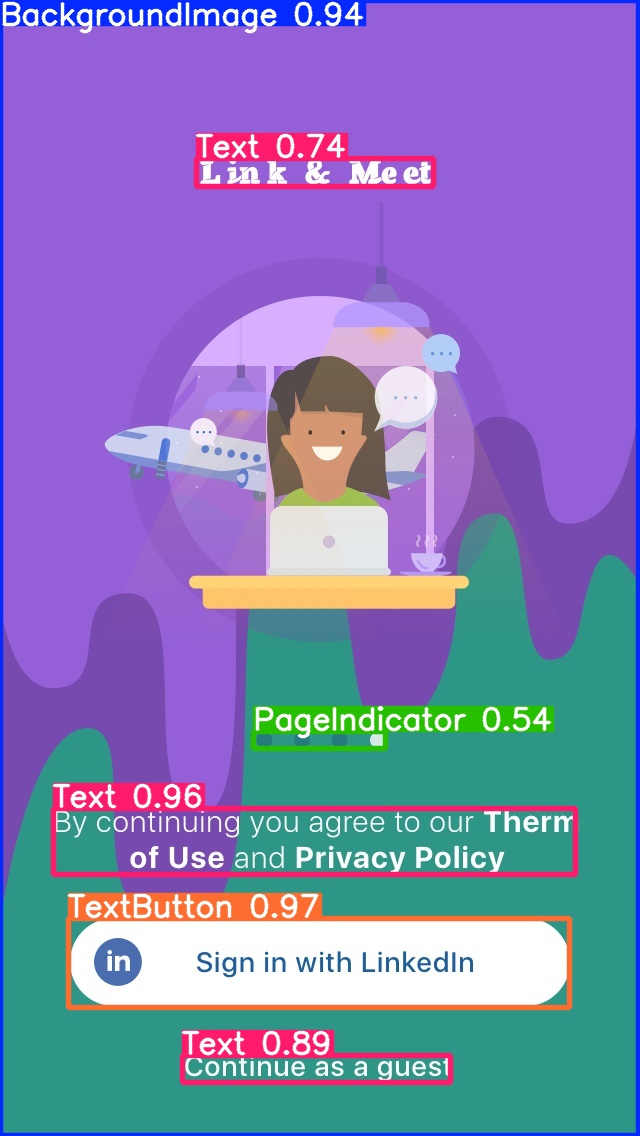 BackgroundImage 0.94
Text 0.74
Link & Meet
PageIndicator 0.54
Text 0.96
By continuing you agree to our Therm
of Use and Privacy Policy
TextButton 0.97
in Sign in with LinkedIn
Text 0.89
Continue as a guest